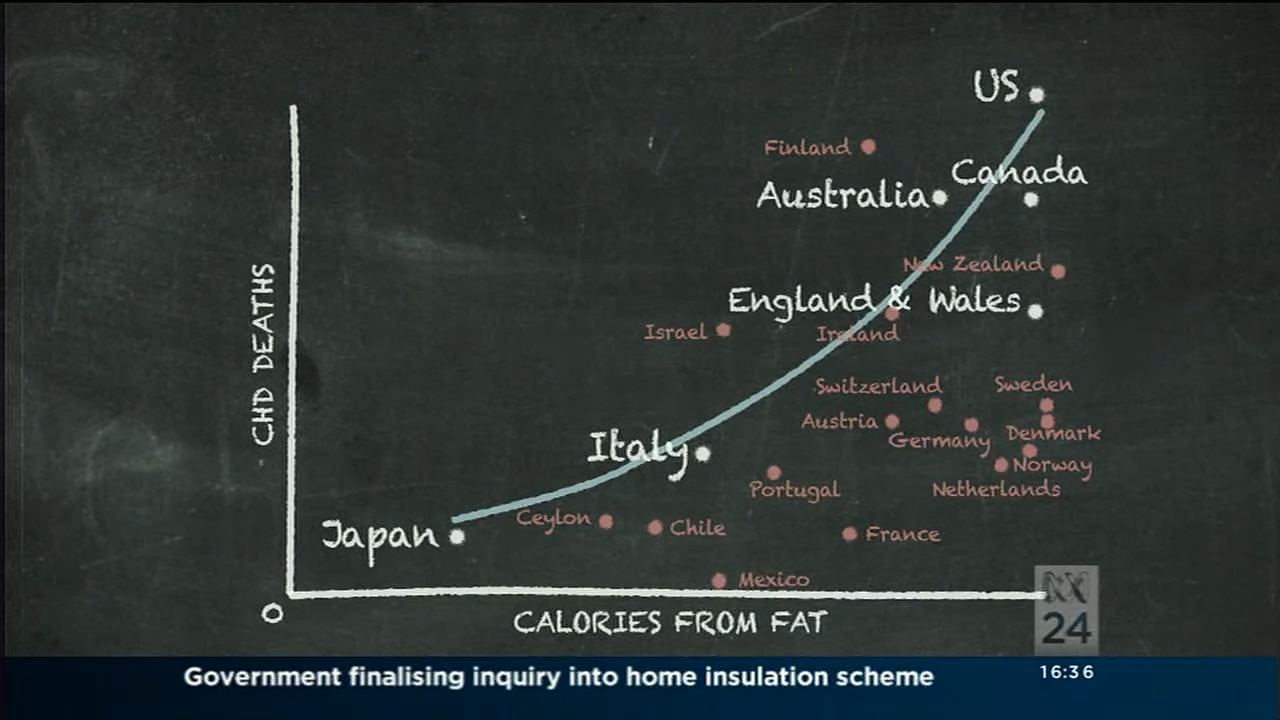 US
Finland
Canada
Australia
New Zealand
England & Wales
Israel
Ireland
CHD DEATHS
Switzerland
Sweden
Austria
Germany
Denmark
Italy
Norway
Portugal
Netherlands
Ceylon
Chile
Japan
France
Mexico
O
CALORIES FROM FAT
24
Government finalising inquiry into home insulation scheme
16:36